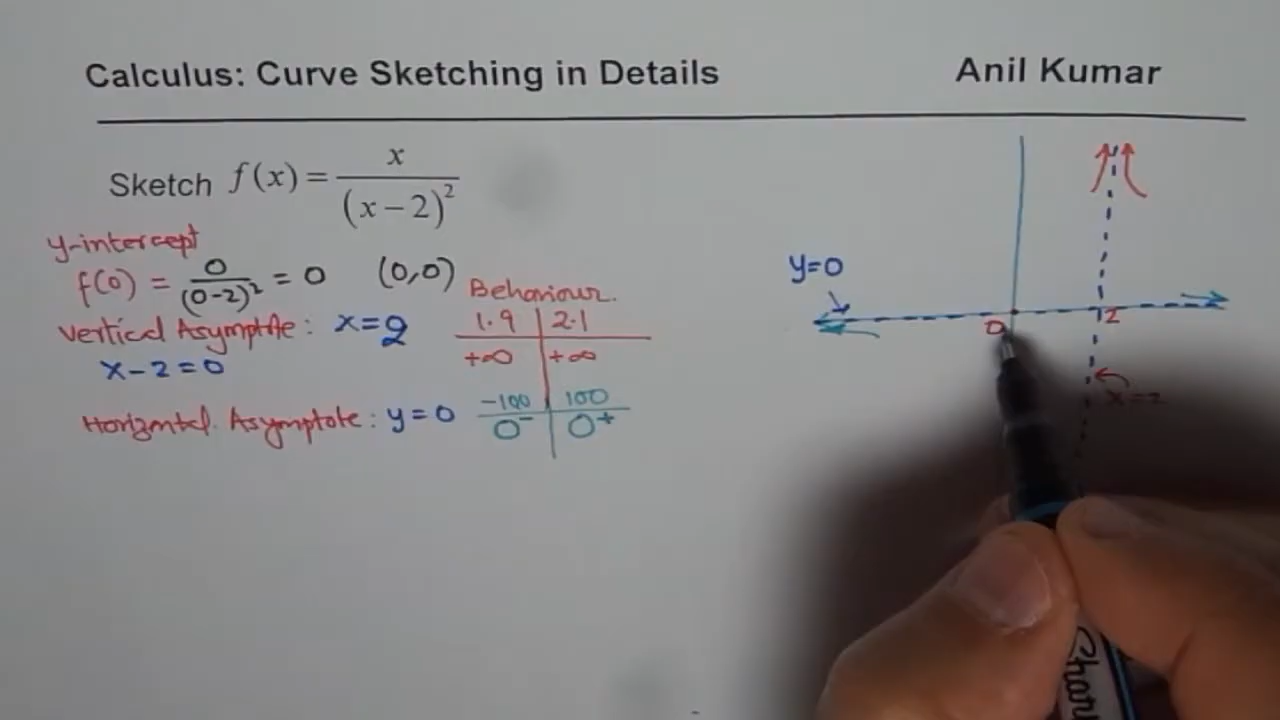 Calculus: Curve Sketching in Details Anil Kumar
Sketch f(x) = x / (x − 2)²
y-intercept
f(0) = 0 / (0-2)² = 0 (0,0)
Behaviour.
Vertical Asymptote: x=2
1.9 | 2.1
+∞ | +∞
x-2=0
Horizontal. Asymptote: y=0
-100 | 100
0⁻ | 0⁺
y=0
0
2
x=2
Shar